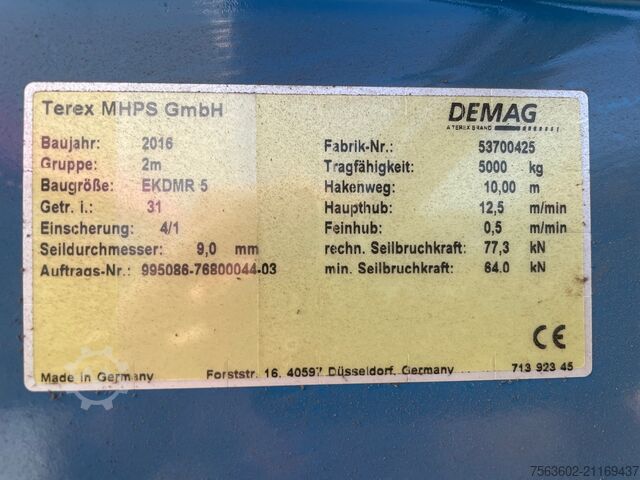 Terex MHPS GmbH
DEMAG
A TEREX BRAND
Baujahr: 2016
Gruppe: 2m
Baugröße: EKDMR 5
Getr. i.: 31
Einscherung: 4/1
Seildurchmesser: 9,0 mm
Auftrags-Nr.: 995086-76800044-03
Fabrik-Nr.: 53700425
Tragfähigkeit: 5000 kg
Hakenweg: 10,00 m
Haupthub: 12,5 m/min
Feinhub: 0,5 m/min
rechn. Seilbruchkraft: 77,3 kN
min. Seilbruchkraft: 64.0 kN
CE
Made in Germany
Forststr. 16, 40597 Düsseldorf, Germany
713 923 45
7563602-21169437